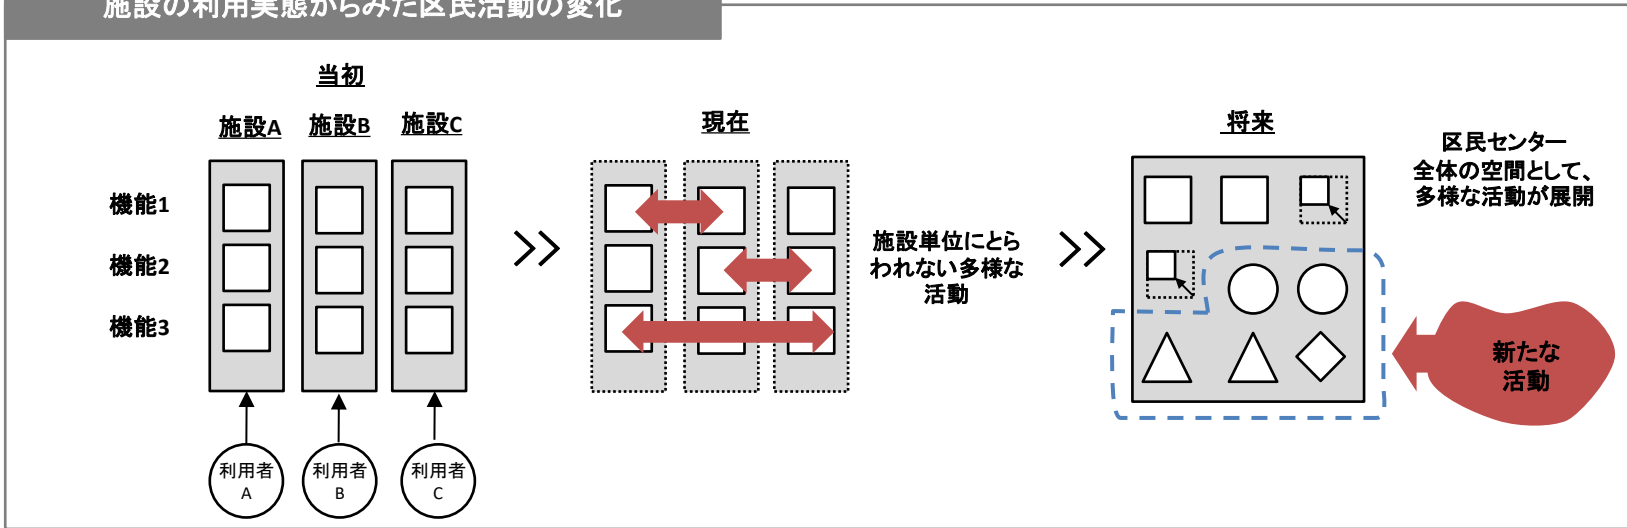 施設の利用実態からみた区民活動の変化
当初
施設A
施設B
施設C
機能1
機能2
機能3
利用者
A
利用者
B
利用者
C
現在
施設単位にとら
われない多様な
活動
将来
区民センター
全体の空間として、
多様な活動が展開
新たな
活動